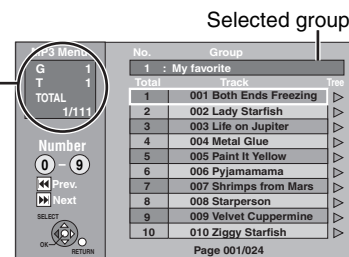 Selected group
MP3 Menu
G 1
T 1
TOTAL
1/111
Number
0 – 9
Prev.
Next
SELECT
OK
RETURN
No. Group
1 : My favorite
Total Track Tree
1 001 Both Ends Freezing
2 002 Lady Starfish
3 003 Life on Jupiter
4 004 Metal Glue
5 005 Paint It Yellow
6 006 Pyjamamama
7 007 Shrimps from Mars
8 008 Starperson
9 009 Velvet Cuppermine
10 010 Ziggy Starfish
Page 001/024